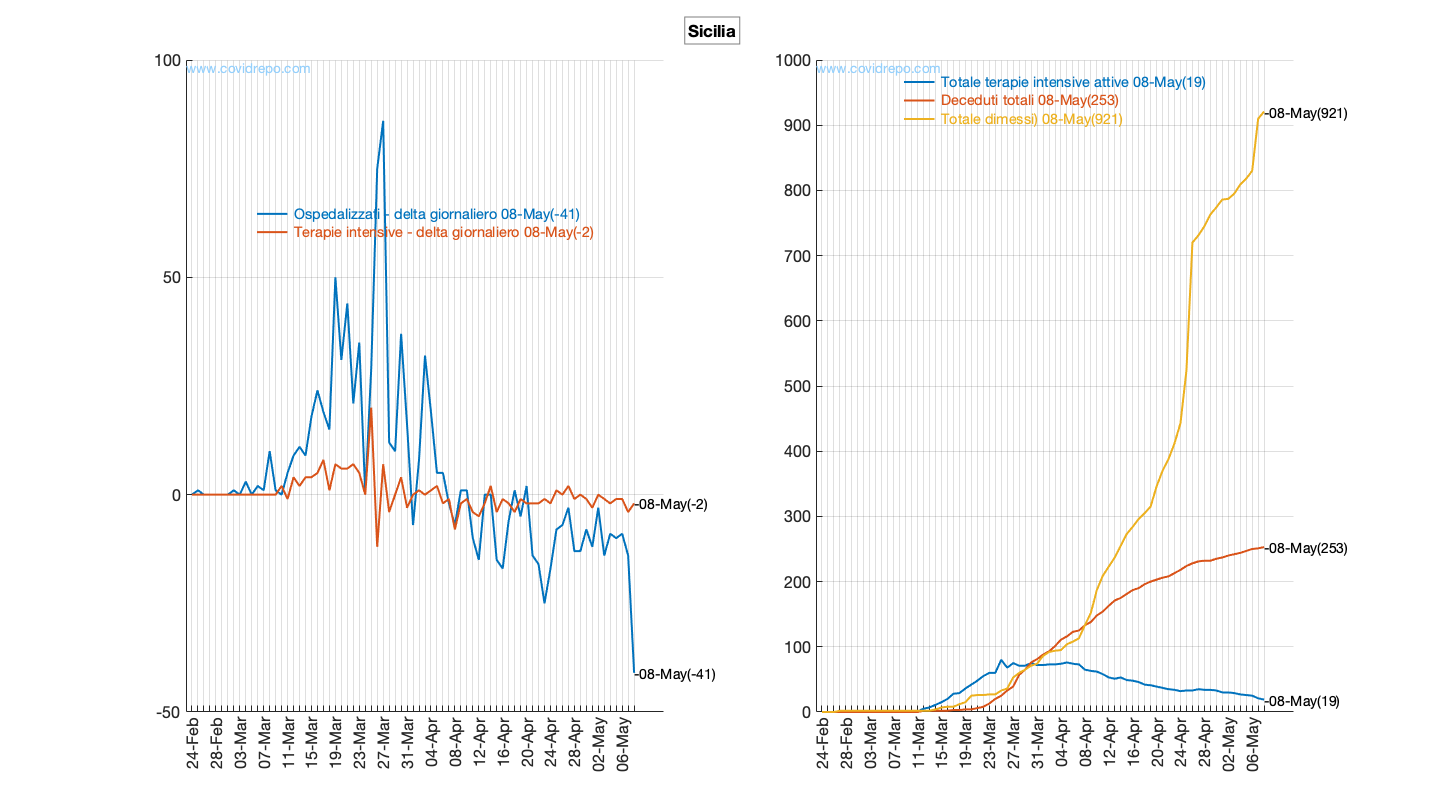 Sicilia
www.covidrepo.com
100
50
0
-50
Ospedalizzati - delta giornaliero 08-May(-41)
Terapie intensive - delta giornaliero 08-May(-2)
08-May(-2)
08-May(-41)
24-Feb
28-Feb
03-Mar
07-Mar
11-Mar
15-Mar
19-Mar
23-Mar
27-Mar
31-Mar
04-Apr
08-Apr
12-Apr
16-Apr
20-Apr
24-Apr
28-Apr
02-May
06-May
www.covidrepo.com
1000
900
800
700
600
500
400
300
200
100
0
Totale terapie intensive attive 08-May(19)
Deceduti totali 08-May(253)
Totale dimessi) 08-May(921)
08-May(921)
08-May(253)
08-May(19)
24-Feb
28-Feb
03-Mar
07-Mar
11-Mar
15-Mar
19-Mar
23-Mar
27-Mar
31-Mar
04-Apr
08-Apr
12-Apr
16-Apr
20-Apr
24-Apr
28-Apr
02-May
06-May